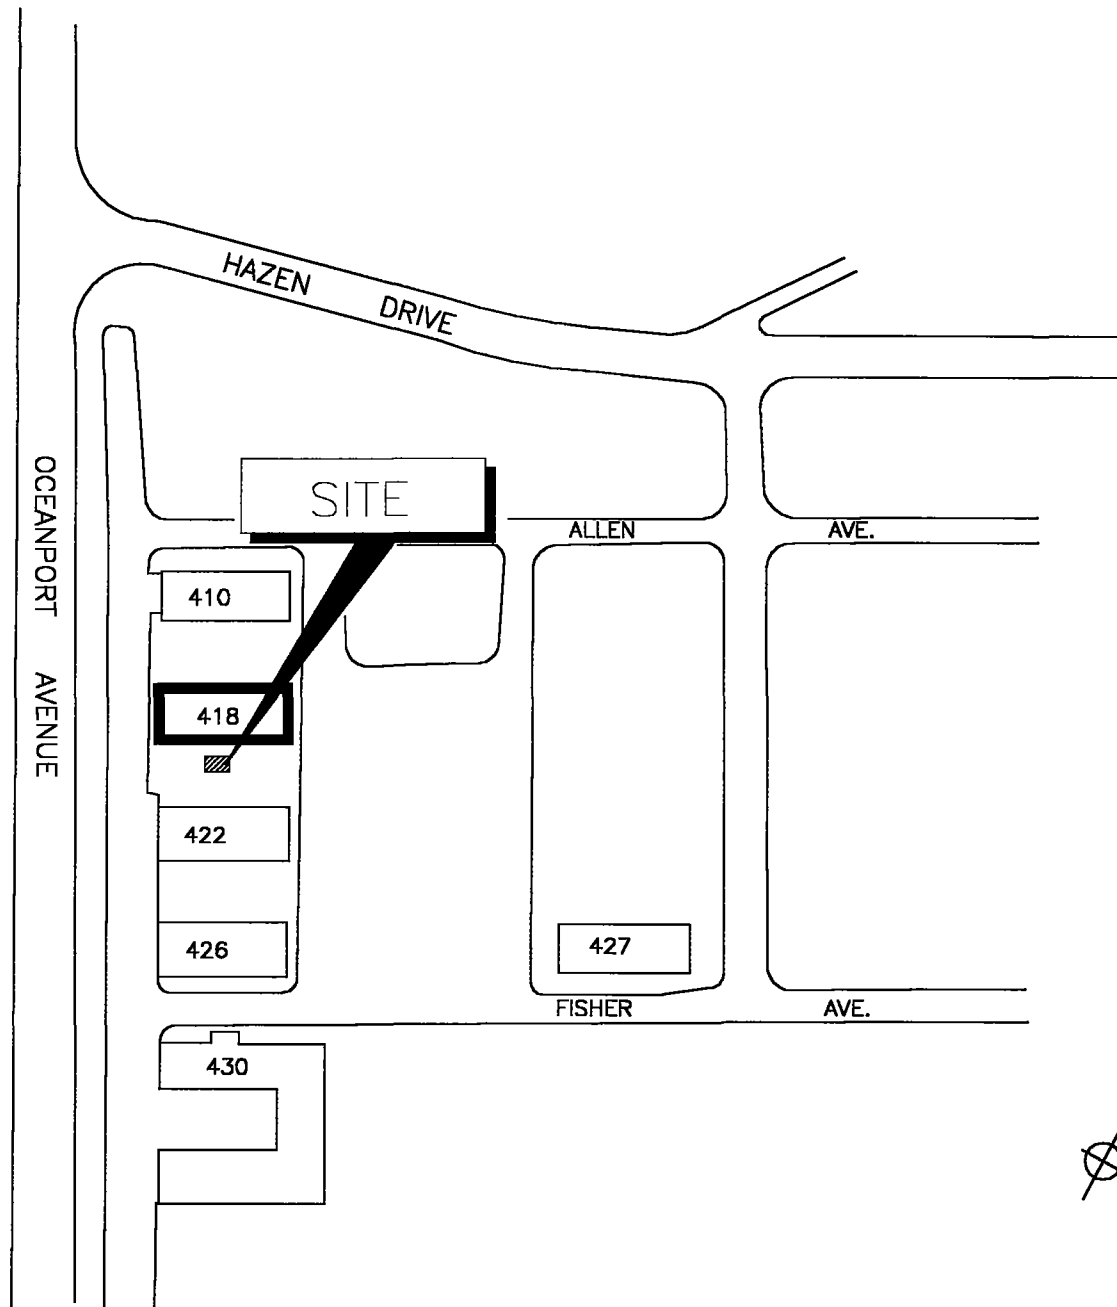 HAZEN DRIVE
OCEANPORT AVENUE
SITE
ALLEN AVE.
410
418
422
426
427
FISHER AVE.
430